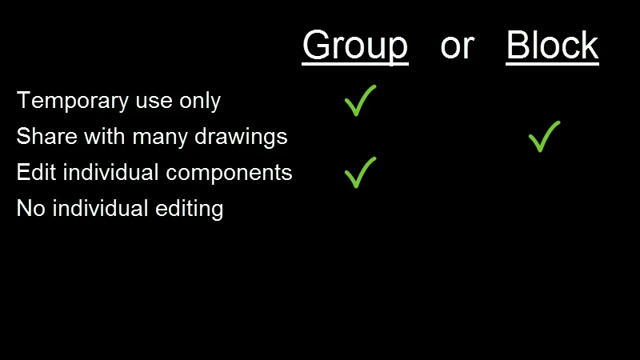 Group or Block
Temporary use only
Share with many drawings
Edit individual components
No individual editing